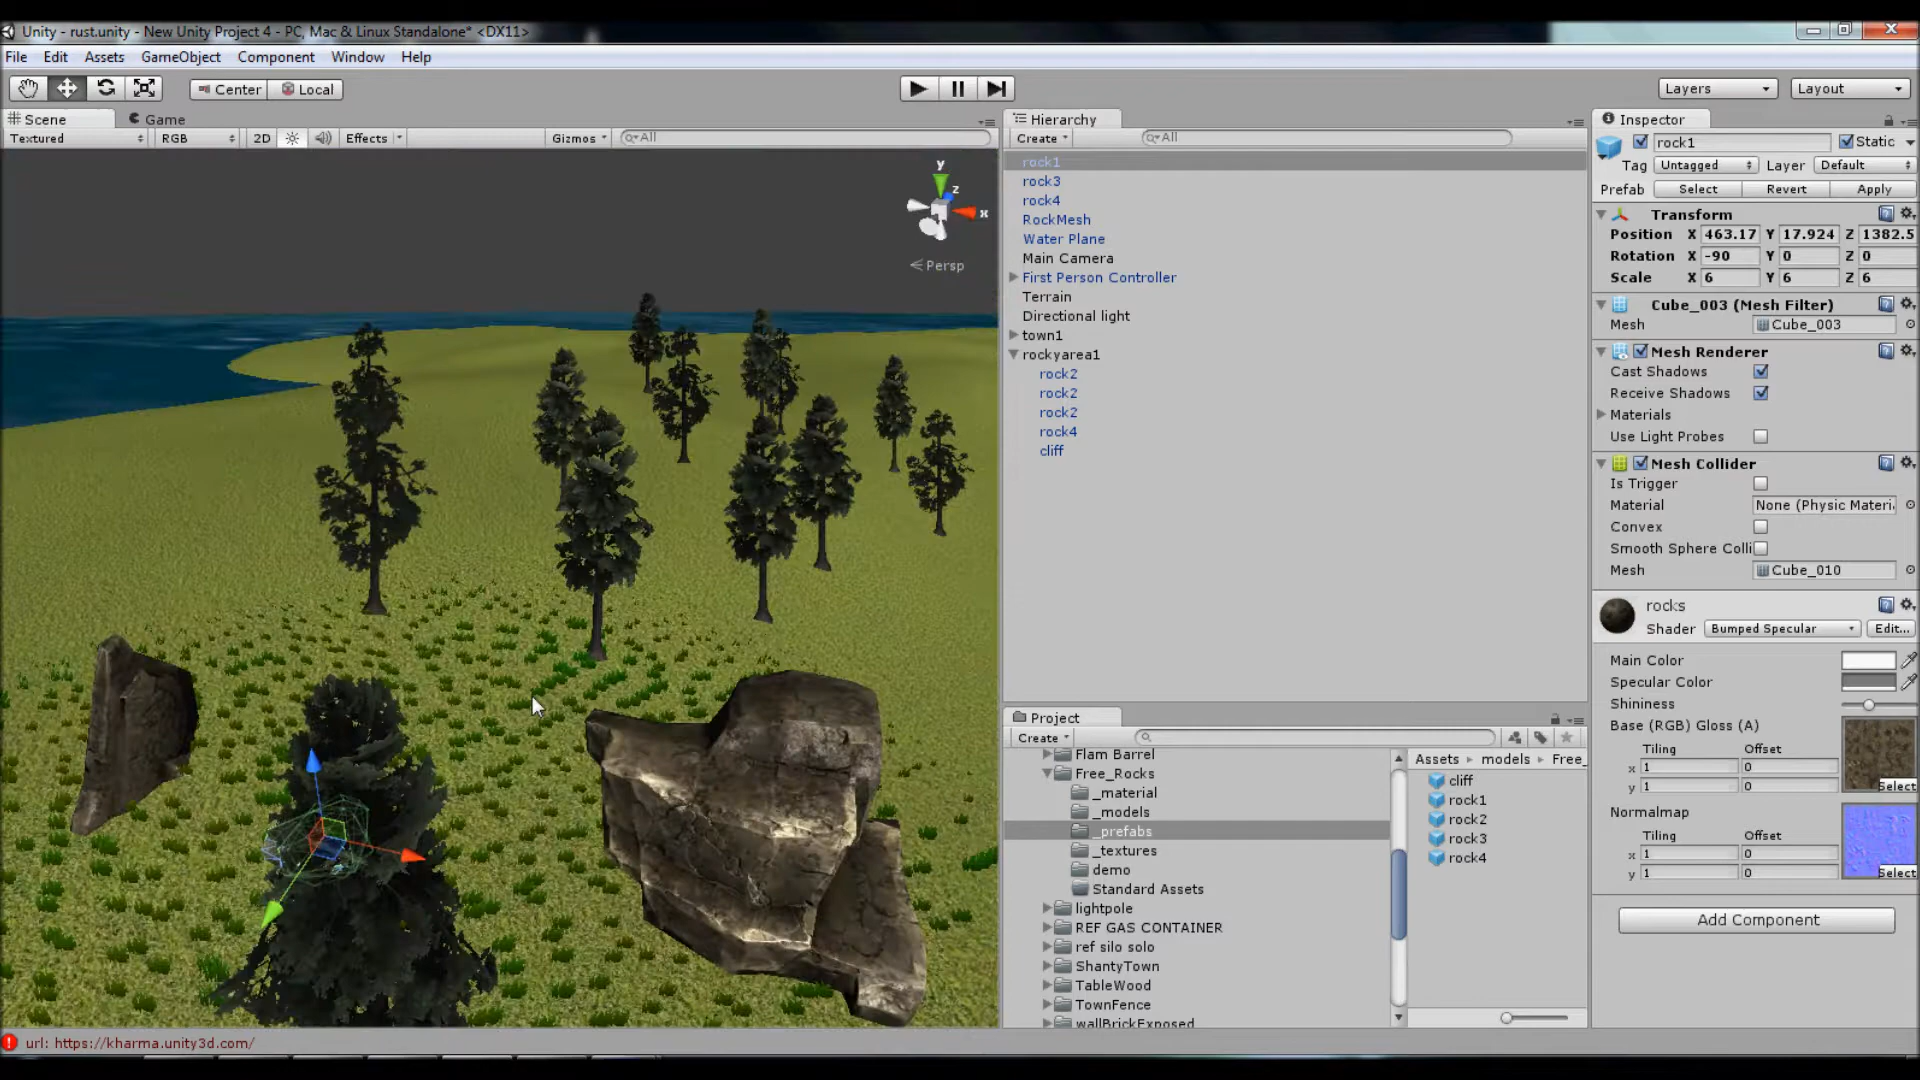 Unity - rust.unity - New Unity Project 4 - PC, Mac & Linux Standalone* <DX11>
File Edit Assets GameObject Component Window Help
Center Local Layers Layout
Scene Game
Textured RGB 2D Effects Gizmos All
y
z
x
Persp
Hierarchy
Create All
rock1
rock3
rock4
RockMesh
Water Plane
Main Camera
First Person Controller
Terrain
Directional light
town1
rockyarea1
rock2
rock2
rock2
rock4
cliff
Project
Create
Flam Barrel
Free_Rocks
_material
_models
_prefabs
_textures
demo
Standard Assets
lightpole
REF GAS CONTAINER
ref silo solo
ShantyTown
TableWood
TownFence
wallBrickExposed
Assets models Free_
cliff
rock1
rock2
rock3
rock4
Inspector
rock1 Static
Tag Untagged Layer Default
Prefab Select Revert Apply
Transform
Position X 463.17 Y 17.924 Z 1382.5
Rotation X -90 Y 0 Z 0
Scale X 6 Y 6 Z 6
Cube_003 (Mesh Filter)
Mesh Cube_003
Mesh Renderer
Cast Shadows
Receive Shadows
Materials
Use Light Probes
Mesh Collider
Is Trigger
Material None (Physic Materi
Convex
Smooth Sphere Colli
Mesh Cube_010
rocks
Shader Bumped Specular Edit...
Main Color
Specular Color
Shininess
Base (RGB) Gloss (A)
Tiling Offset
x 1 0
y 1 0 Select
Normalmap
Tiling Offset
x 1 0
y 1 0 Select
Add Component
url: https://kharma.unity3d.com/